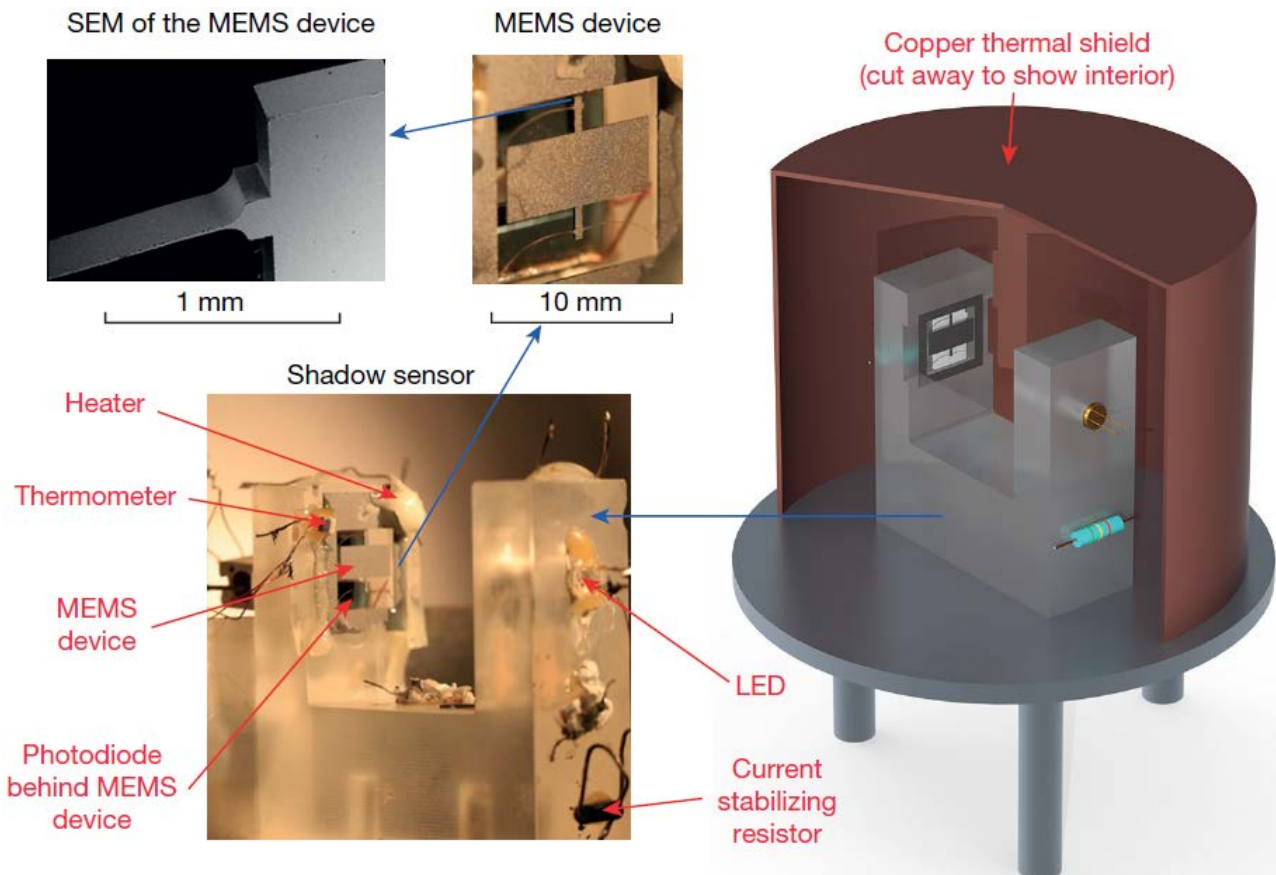 SEM of the MEMS device
MEMS device
Copper thermal shield
(cut away to show interior)
1 mm
10 mm
Shadow sensor
Heater
Thermometer
MEMS
device
LED
Photodiode
behind MEMS
device
Current
stabilizing
resistor